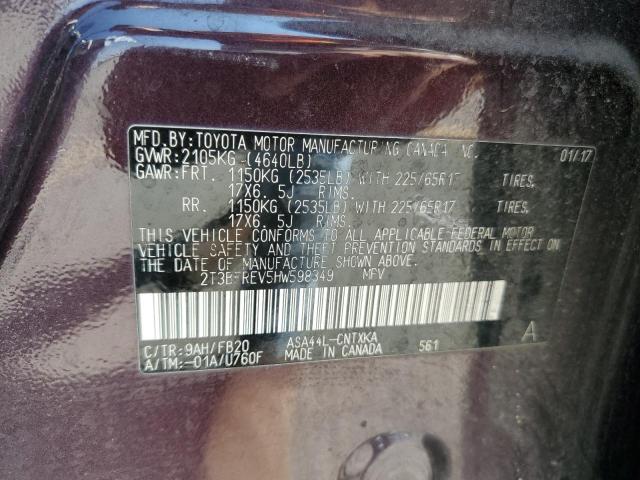 MFD.BY:TOYOTA MOTOR MANUFACTURING CANADA INC. 01/17
GVWR:2105KG (4640LB)
GAWR:FRT. 1150KG (2535LB) WITH 225/65R17 TIRES,
17X6.5J RIMS.
RR. 1150KG (2535LB) WITH 225/65R17 TIRES,
17X6.5J RIMS.
THIS VEHICLE CONFORMS TO ALL APPLICABLE FEDERAL MOTOR
VEHICLE SAFETY AND THEFT PREVENTION STANDARDS IN EFFECT ON
THE DATE OF MANUFACTURE SHOWN ABOVE.
MPV
C/TR:9AH/FB20 ASA44L-CNTXKA
A/TM:-01A/U760F MADE IN CANADA 561 A